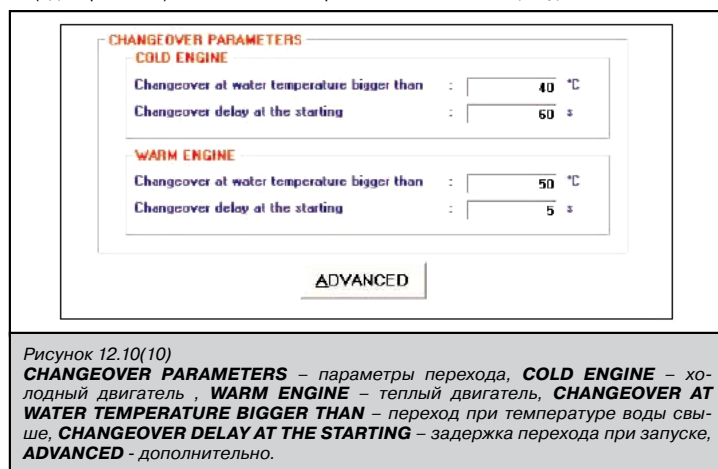 CHANGEOVER PARAMETERS
COLD ENGINE
Changeover at water temperature bigger than : 40 °C
Changeover delay at the starting : 60 s
WARM ENGINE
Changeover at water temperature bigger than : 50 °C
Changeover delay at the starting : 5 s
ADVANCED
Рисунок 12.10(10)
CHANGEOVER PARAMETERS – параметры перехода, COLD ENGINE – хо-
лодный двигатель , WARM ENGINE – теплый двигатель, CHANGEOVER AT
WATER TEMPERATURE BIGGER THAN – переход при температуре воды свы-
ше, CHANGEOVER DELAY AT THE STARTING – задержка перехода при запуске,
ADVANCED - дополнительно.